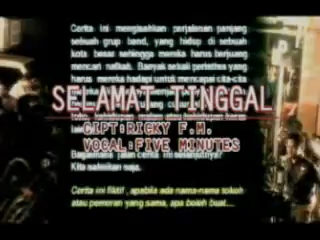 Cerita ini mengisahkan perjalanan panjang
sebuah grup band, yang hidup di sebuah
kota besar sehingga mereka harus berjuang
mencari nafkah. Banyak sekali peristiwa yang
harus mereka hadapi untuk mencapai cita-cita
SELAMAT TINGGAL
CIPT:RICKY F.M.
VOCAL:FIVE MINUTES
Bagaimana jalan cerita ini selanjutnya?
Kita saksikan saja.
Cerita ini fiktif, apabila ada nama-nama tokoh
atau pemeran yang sama, apa boleh buat...